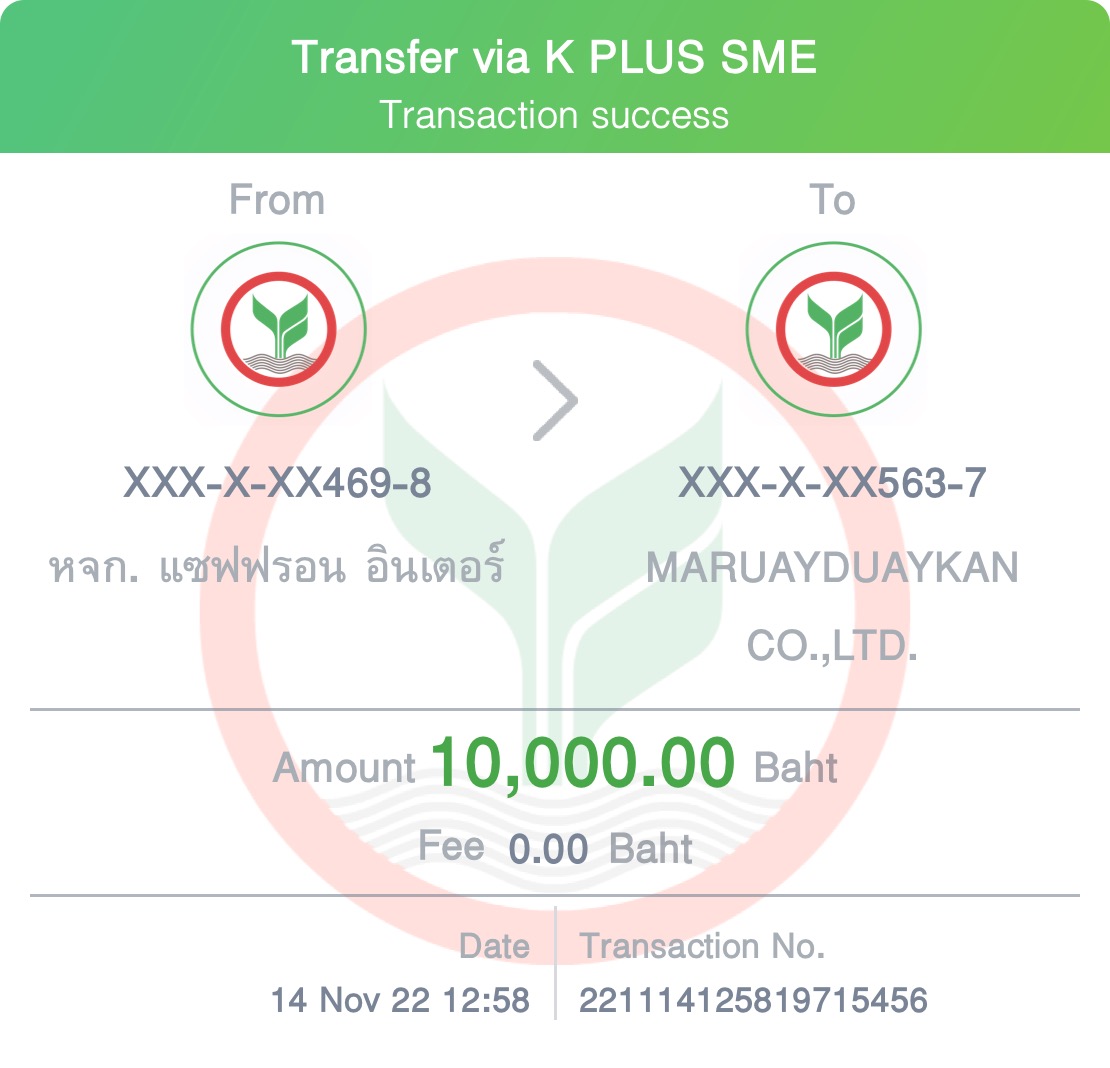 Transfer via K PLUS SME
Transaction success
From
To
XXX-X-XX469-8
XXX-X-XX563-7
หจก. แซฟฟรอน อินเตอร์
MARUAYDUAYKAN
CO.,LTD.
Amount 10,000.00 Baht
Fee 0.00 Baht
Date
Transaction No.
14 Nov 22 12:58
221114125819715456